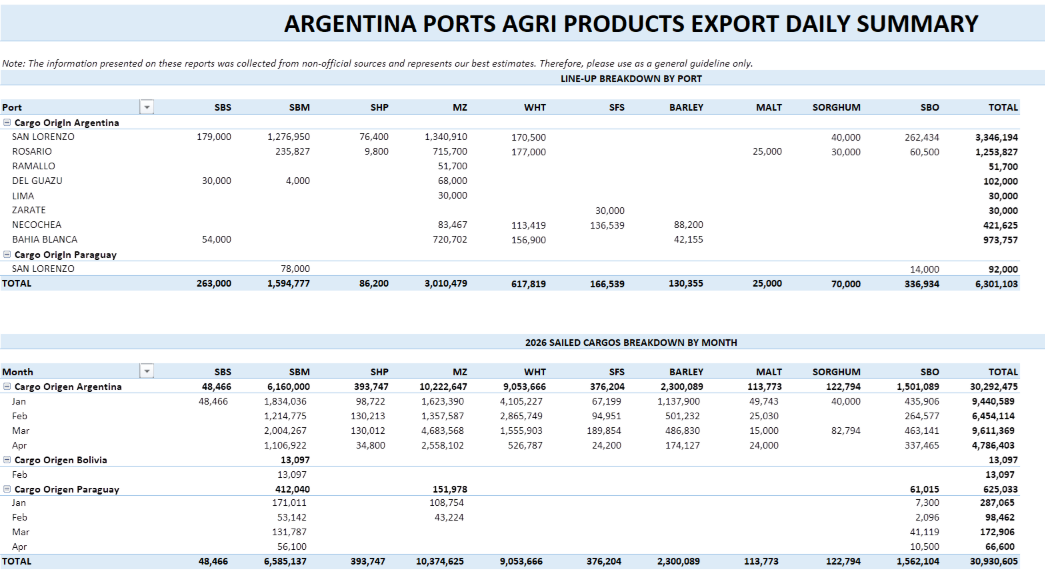 ARGENTINA PORTS AGRI PRODUCTS EXPORT DAILY SUMMARY
Note: The information presented on these reports was collected from non-official sources and represents our best estimates. Therefore, please use as a general guideline only.
LINE-UP BREAKDOWN BY PORT
Port SBS SBM SHP MZ WHT SFS BARLEY MALT SORGHUM SBO TOTAL
Cargo Origin Argentina
SAN LORENZO 179,000 1,276,950 76,400 1,340,910 170,500 40,000 262,434 3,346,194
ROSARIO 235,827 9,800 715,700 177,000 25,000 30,000 60,500 1,253,827
RAMALLO 51,700 51,700
DEL GUAZU 30,000 4,000 68,000 102,000
LIMA 30,000 30,000
ZARATE 30,000 30,000
NECOCHEA 83,467 113,419 136,539 88,200 421,625
BAHIA BLANCA 54,000 720,702 156,900 42,155 973,757
Cargo Origin Paraguay
SAN LORENZO 78,000 14,000 92,000
TOTAL 263,000 1,594,777 86,200 3,010,479 617,819 166,539 130,355 25,000 70,000 336,934 6,301,103
2026 SAILED CARGOS BREAKDOWN BY MONTH
Month SBS SBM SHP MZ WHT SFS BARLEY MALT SORGHUM SBO TOTAL
Cargo Origen Argentina 48,466 6,160,000 393,747 10,222,647 9,053,666 376,204 2,300,089 113,773 122,794 1,501,089 30,292,475
Jan 48,466 1,834,036 98,722 1,623,390 4,105,227 67,199 1,137,900 49,743 40,000 435,906 9,440,589
Feb 1,214,775 130,213 1,357,587 2,865,749 94,951 501,232 25,030 264,577 6,454,114
Mar 2,004,267 130,012 4,683,568 1,555,903 189,854 486,830 15,000 82,794 463,141 9,611,369
Apr 1,106,922 34,800 2,558,102 526,787 24,200 174,127 24,000 337,465 4,786,403
Cargo Origen Bolivia 13,097 13,097
Feb 13,097 13,097
Cargo Origen Paraguay 412,040 151,978 61,015 625,033
Jan 171,011 108,754 7,300 287,065
Feb 53,142 43,224 2,096 98,462
Mar 131,787 41,119 172,906
Apr 56,100 10,500 66,600
TOTAL 48,466 6,585,137 393,747 10,374,625 9,053,666 376,204 2,300,089 113,773 122,794 1,562,104 30,930,605